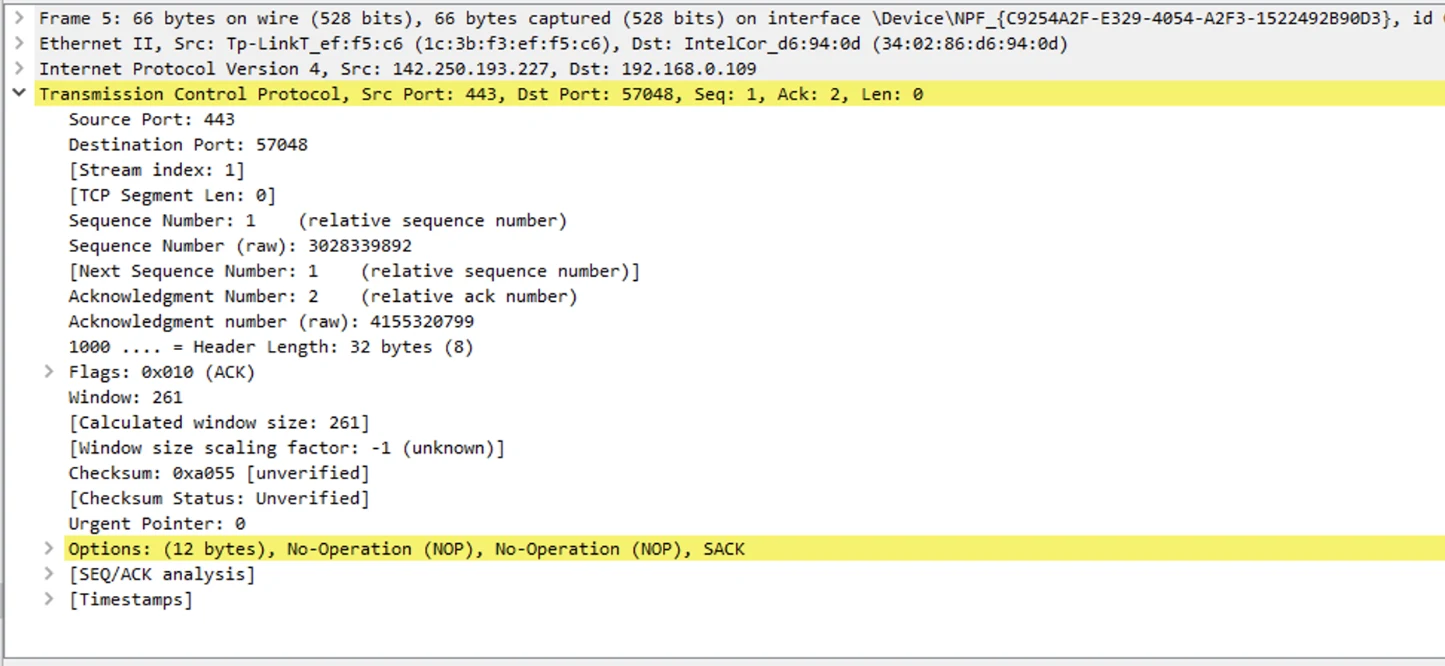 Frame 5: 66 bytes on wire (528 bits), 66 bytes captured (528 bits) on interface \Device\NPF_{C9254A2F-E329-4054-A2F3-1522492B90D3}, id
Ethernet II, Src: Tp-LinkT_ef:f5:c6 (1c:3b:f3:ef:f5:c6), Dst: IntelCor_d6:94:0d (34:02:86:d6:94:0d)
Internet Protocol Version 4, Src: 142.250.193.227, Dst: 192.168.0.109
Transmission Control Protocol, Src Port: 443, Dst Port: 57048, Seq: 1, Ack: 2, Len: 0
Source Port: 443
Destination Port: 57048
[Stream index: 1]
[TCP Segment Len: 0]
Sequence Number: 1    (relative sequence number)
Sequence Number (raw): 3028339892
[Next Sequence Number: 1    (relative sequence number)]
Acknowledgment Number: 2    (relative ack number)
Acknowledgment number (raw): 4155320799
1000 .... = Header Length: 32 bytes (8)
Flags: 0x010 (ACK)
Window: 261
[Calculated window size: 261]
[Window size scaling factor: -1 (unknown)]
Checksum: 0xa055 [unverified]
[Checksum Status: Unverified]
Urgent Pointer: 0
Options: (12 bytes), No-Operation (NOP), No-Operation (NOP), SACK
[SEQ/ACK analysis]
[Timestamps]